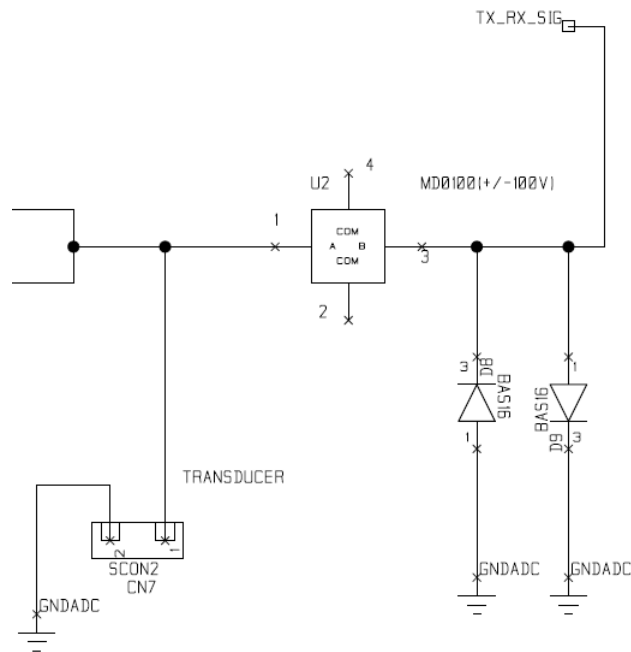 TX_RX_SIG
U2
4
MD0100(+/-100V)
1
COM
A B
COM
3
2
3
D8
BAS16
1
1
BAS16
D9
3
TRANSDUCER
2
1
SCON2
CN7
GNDADC
GNDADC
GNDADC